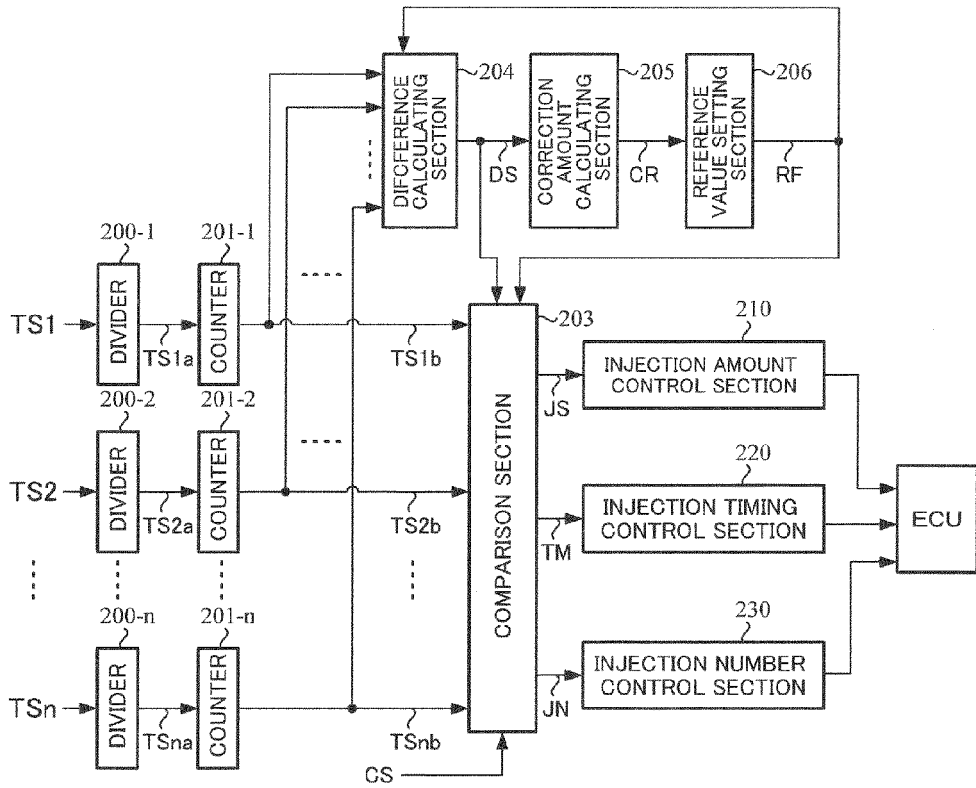 204
205
206
DIFCFERENCE
CALCULATING
SECTION
CORRECTION
AMOUNT
CALCULATING
SECTION
REFERENCE
VALUE SETTING
SECTION
DS
CR
RF
200-1
201-1
TS1
DIVIDER
TS1a
COUNTER
TS1b
203
210
INJECTION AMOUNT
CONTROL SECTION
JS
200-2
201-2
TS2
DIVIDER
TS2a
COUNTER
TS2b
COMPARISON SECTION
220
INJECTION TIMING
CONTROL SECTION
TM
ECU
200-n
201-n
TSn
DIVIDER
TSna
COUNTER
TSnb
230
INJECTION NUMBER
CONTROL SECTION
JN
CS